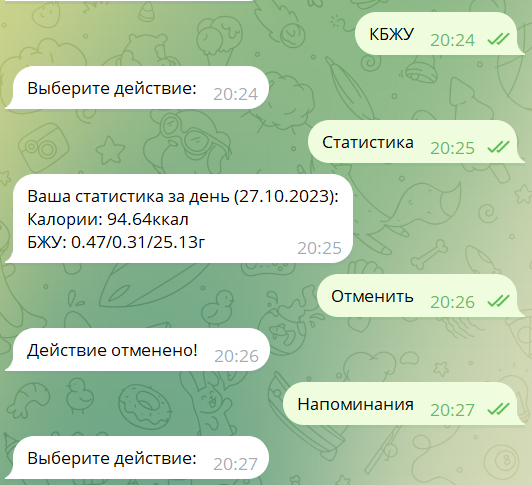 КБЖУ 20:24
Выберите действие: 20:24
Статистика 20:25
Ваша статистика за день (27.10.2023):
Калории: 94.64ккал
БЖУ: 0.47/0.31/25.13г 20:25
Отменить 20:26
Действие отменено! 20:26
Напоминания 20:27
Выберите действие: 20:27